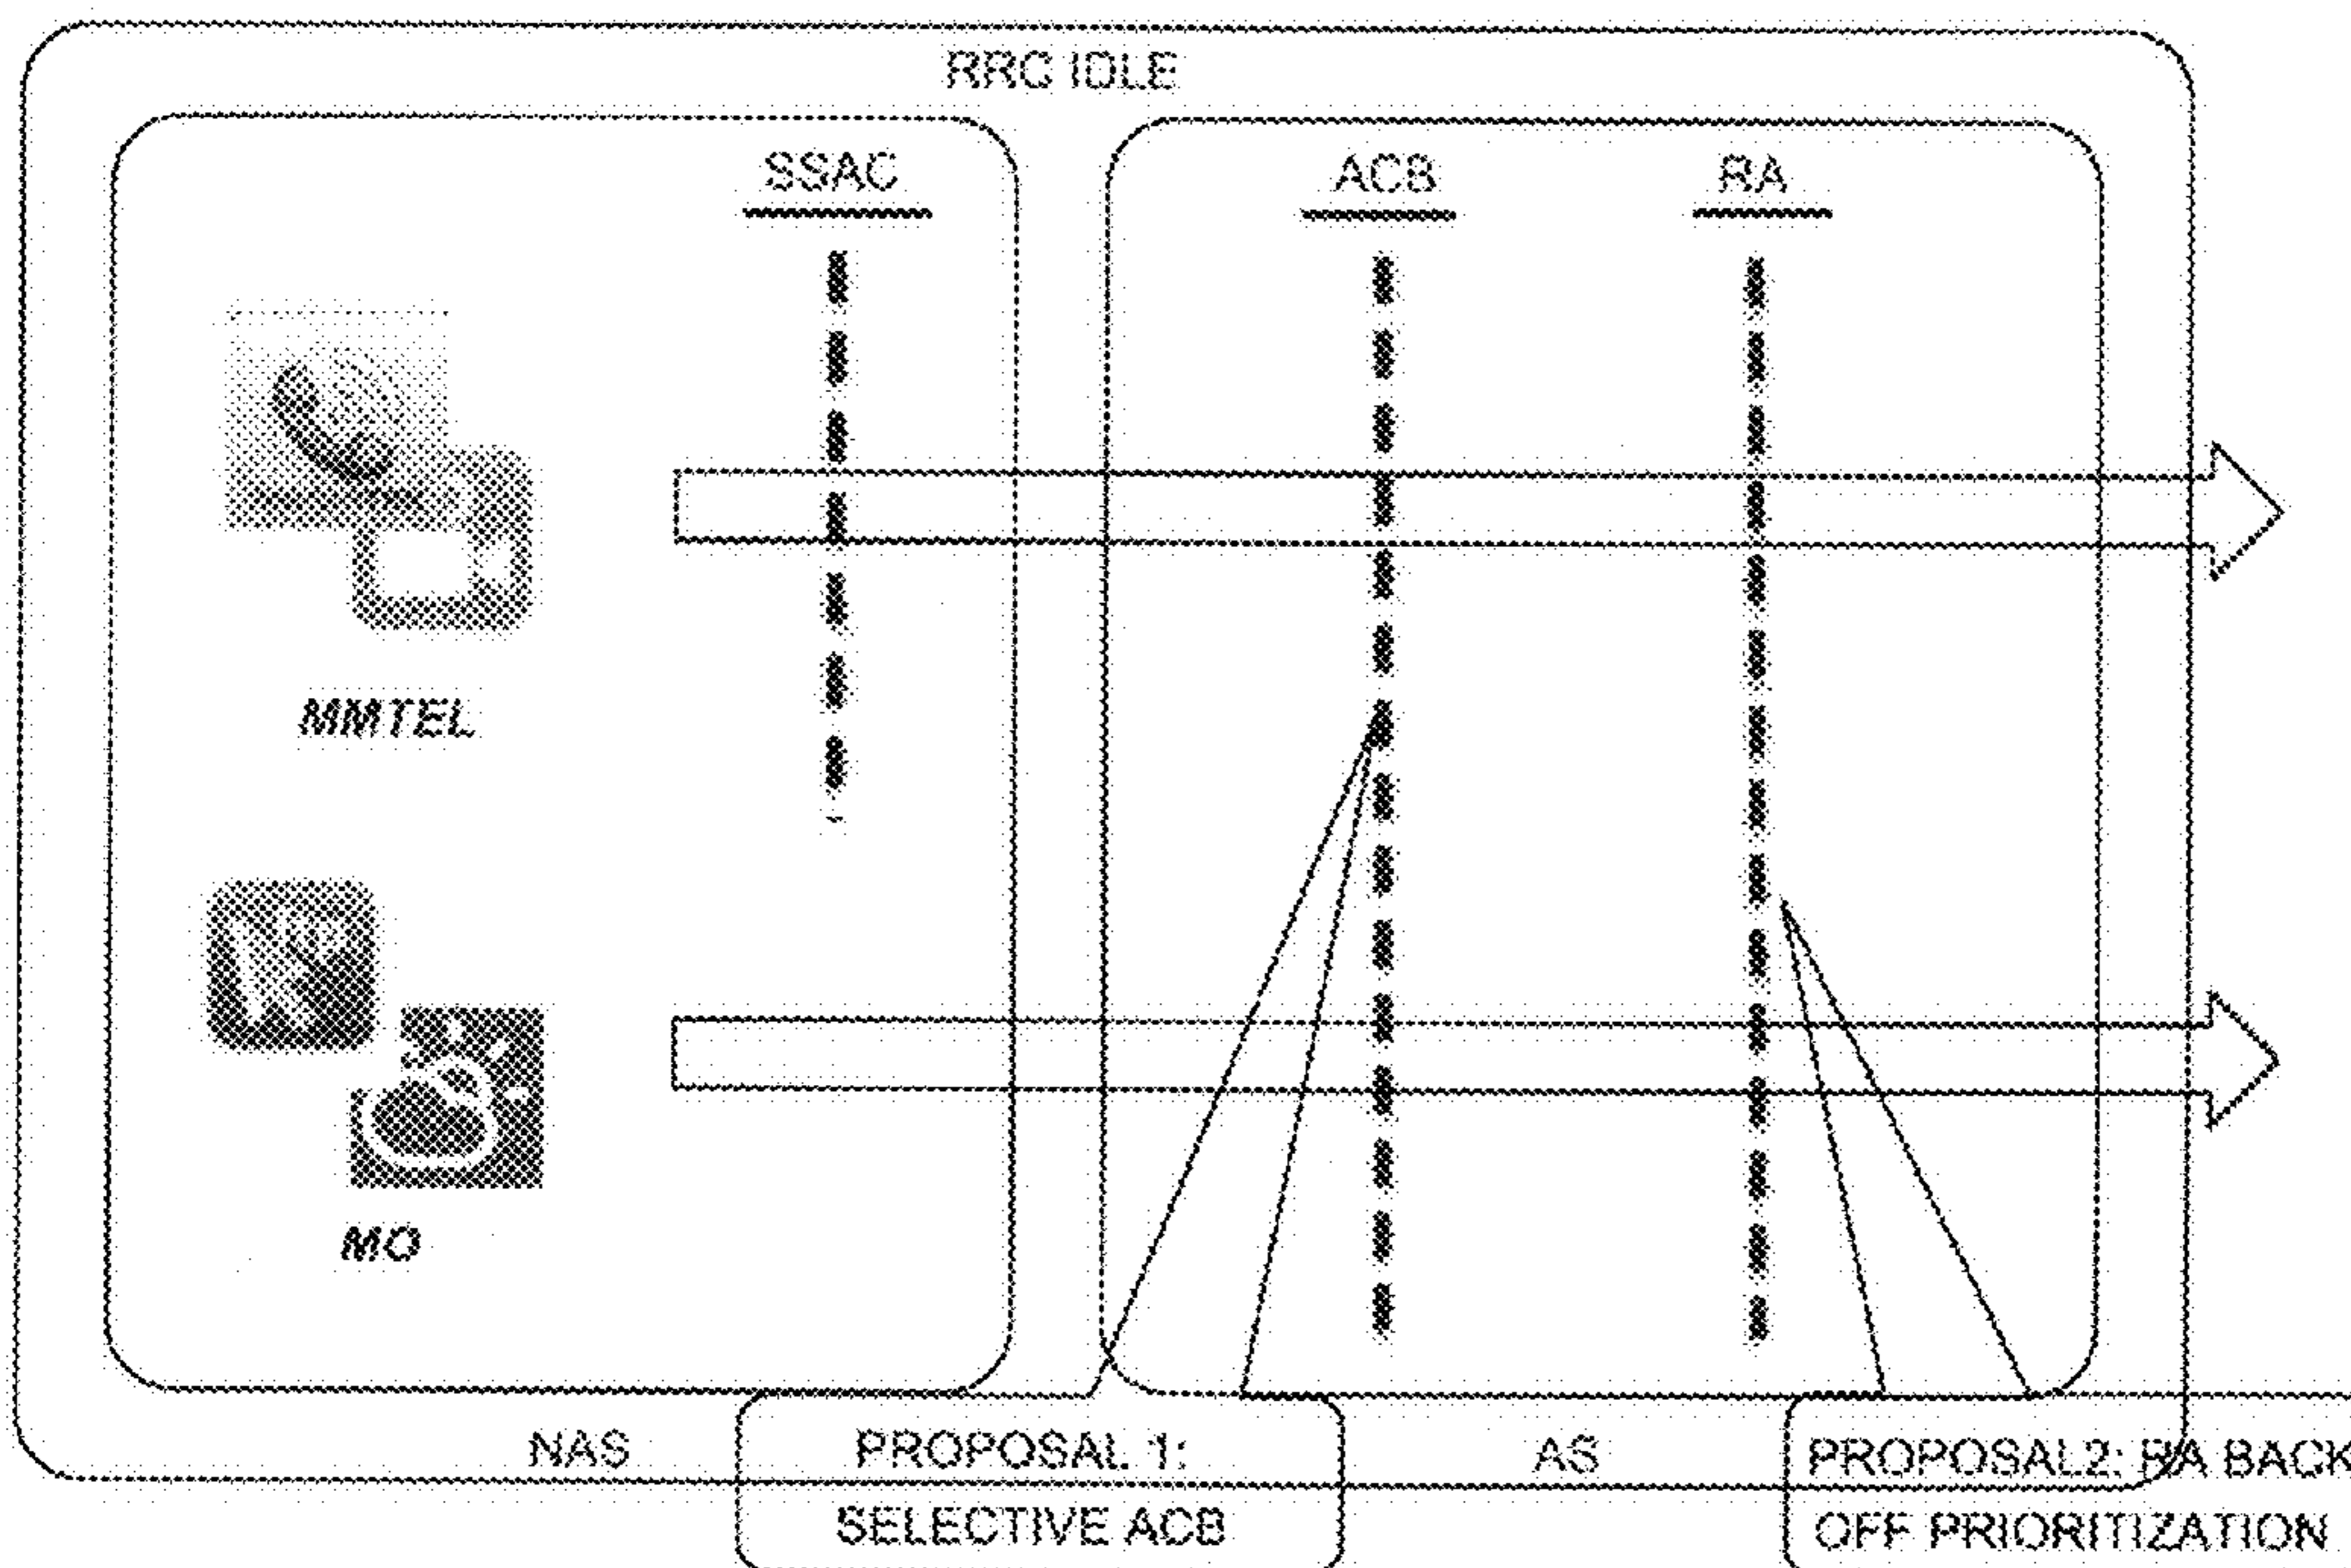 RRC IDLE
SSAC
ACB
RA
MMTEL
MO
NAS
PROPOSAL 1:
SELECTIVE ACB
AS
PROPOSAL2: RA BACK
OFF PRIORITIZATION